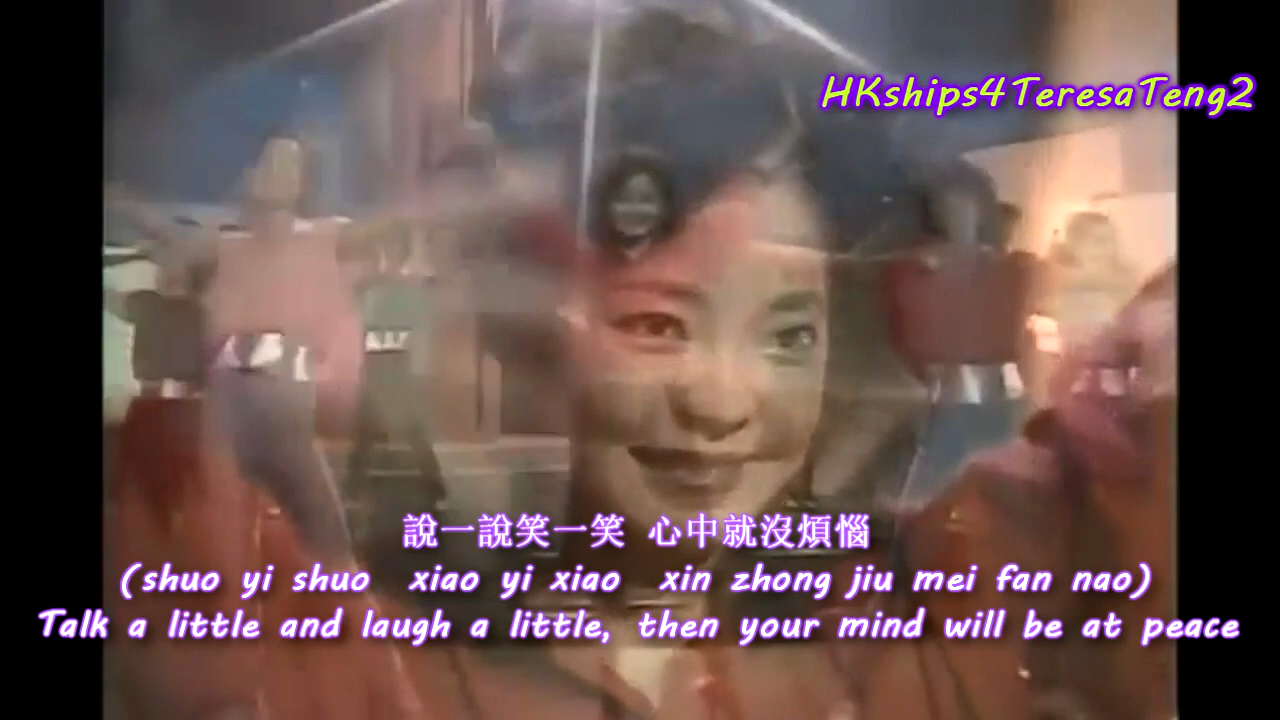 HKships4TeresaTeng2
說一說笑一笑 心中就沒煩惱
(shuo yi shuo xiao yi xiao xin zhong jiu mei fan nao)
Talk a little and laugh a little, then your mind will be at peace